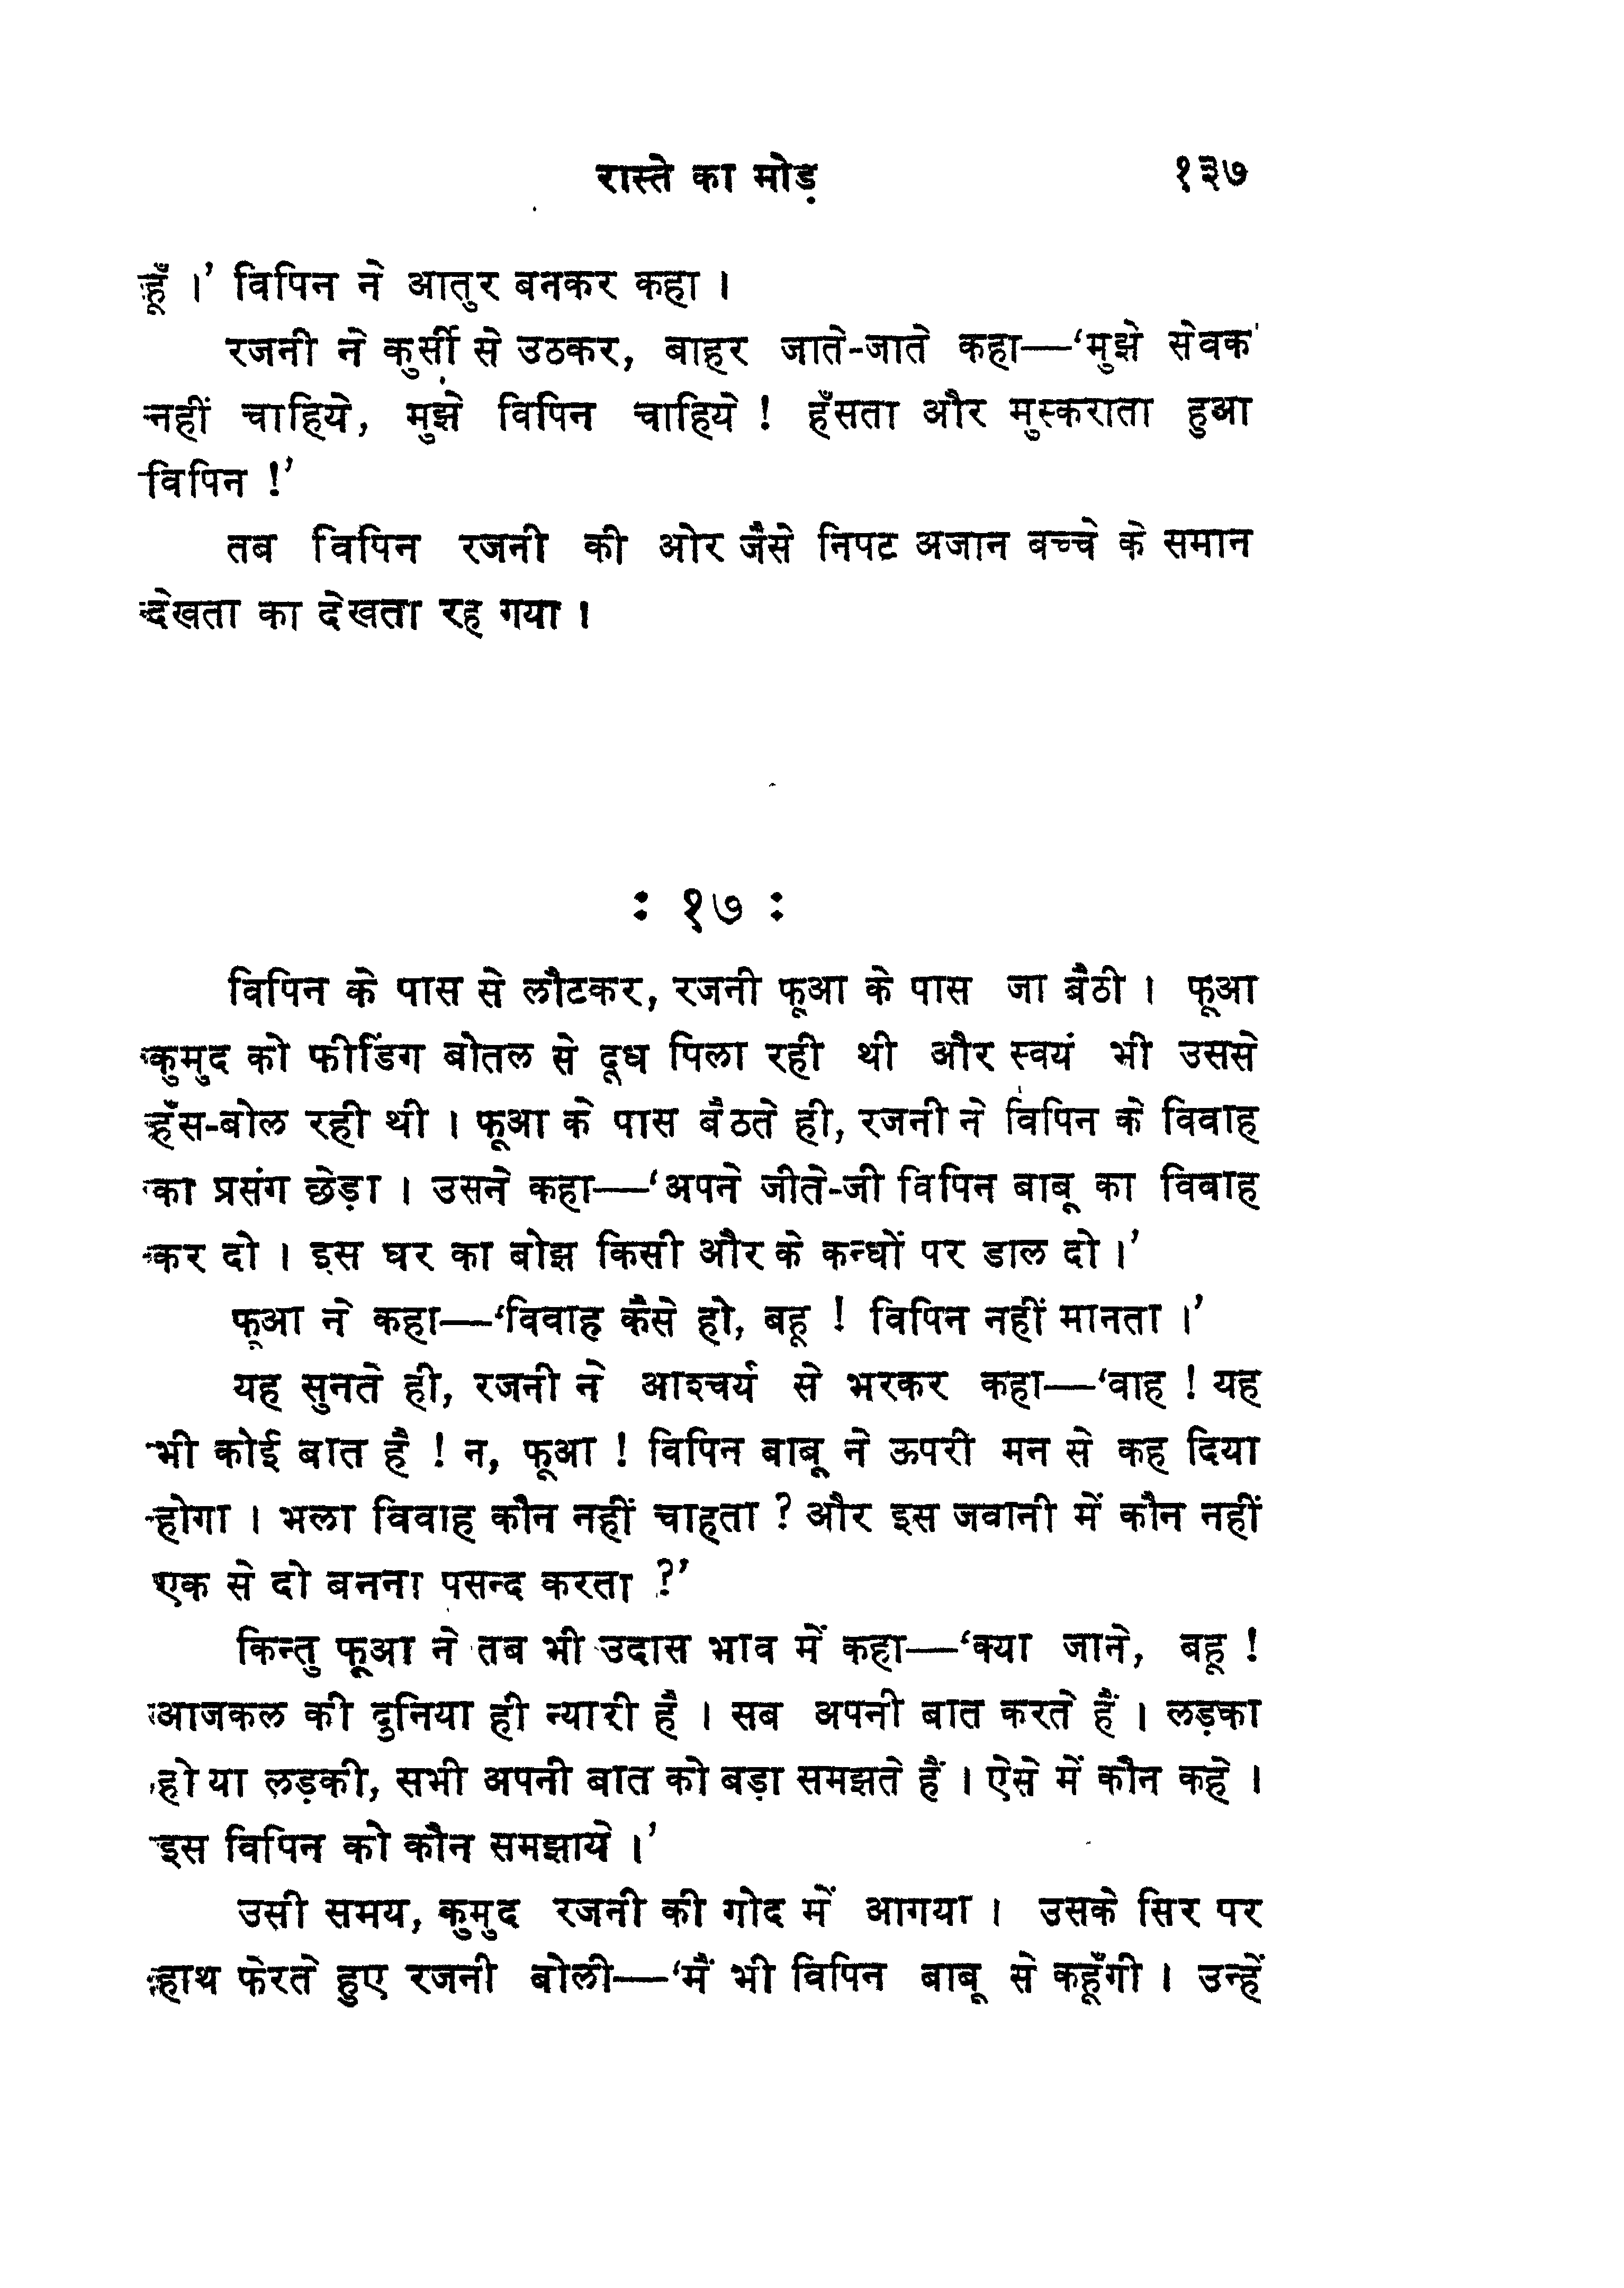 रास्ते का मोड़ १३७
हूँ ।' विपिन ने आतुर बनकर कहा ।
रजनी ने कुर्सी से उठकर, बाहर जाते-जाते कहा—'मुझे सेवक
नहीं चाहिये, मुझे विपिन चाहिये ! हँसता और मुस्कराता हुआ
विपिन !'
तब विपिन रजनी की ओर जैसे निपट अजान बच्चे के समान
देखता का देखता रह गया ।
: १७ :
विपिन के पास से लौटकर, रजनी फूआ के पास जा बैठी । फूआ
कुमुद को फीडिंग बोतल से दूध पिला रही थी और स्वयं भी उससे
हँस-बोल रही थी । फूआ के पास बैठते ही, रजनी ने विपिन के विवाह
का प्रसंग छेड़ा । उसने कहा—'अपने जीते-जी विपिन बाबू का विवाह
कर दो । इस घर का बोझ किसी और के कन्धों पर डाल दो ।'
फूआ ने कहा—'विवाह कैसे हो, बहू ! विपिन नहीं मानता ।'
यह सुनते ही, रजनी ने आश्चर्य से भरकर कहा—'वाह ! यह
भी कोई बात है ! न, फूआ ! विपिन बाबू ने ऊपरी मन से कह दिया
होगा । भला विवाह कौन नहीं चाहता ? और इस जवानी में कौन नहीं
एक से दो बनना पसन्द करता ?'
किन्तु फूआ ने तब भी उदास भाव में कहा—'क्या जाने, बहू !
आजकल की दुनिया ही न्यारी है । सब अपनी बात करते हैं । लड़का
हो या लड़की, सभी अपनी बात को बड़ा समझते हैं । ऐसे में कौन कहे ।
इस विपिन को कौन समझाये ।'
उसी समय, कुमुद रजनी की गोद में आगया । उसके सिर पर
हाथ फेरते हुए रजनी बोली—'मैं भी विपिन बाबू से कहूँगी । उन्हें